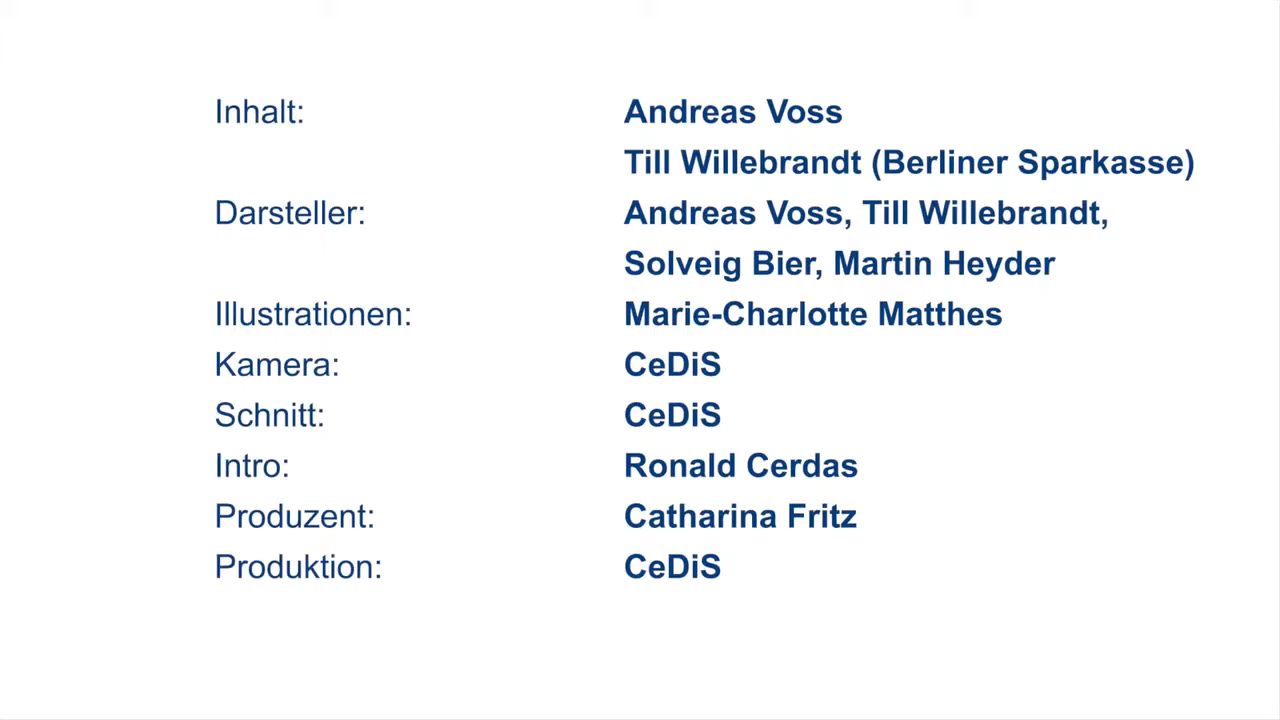 Inhalt: Andreas Voss
Till Willebrandt (Berliner Sparkasse)
Darsteller: Andreas Voss, Till Willebrandt,
Solveig Bier, Martin Heyder
Illustrationen: Marie-Charlotte Matthes
Kamera: CeDiS
Schnitt: CeDiS
Intro: Ronald Cerdas
Produzent: Catharina Fritz
Produktion: CeDiS